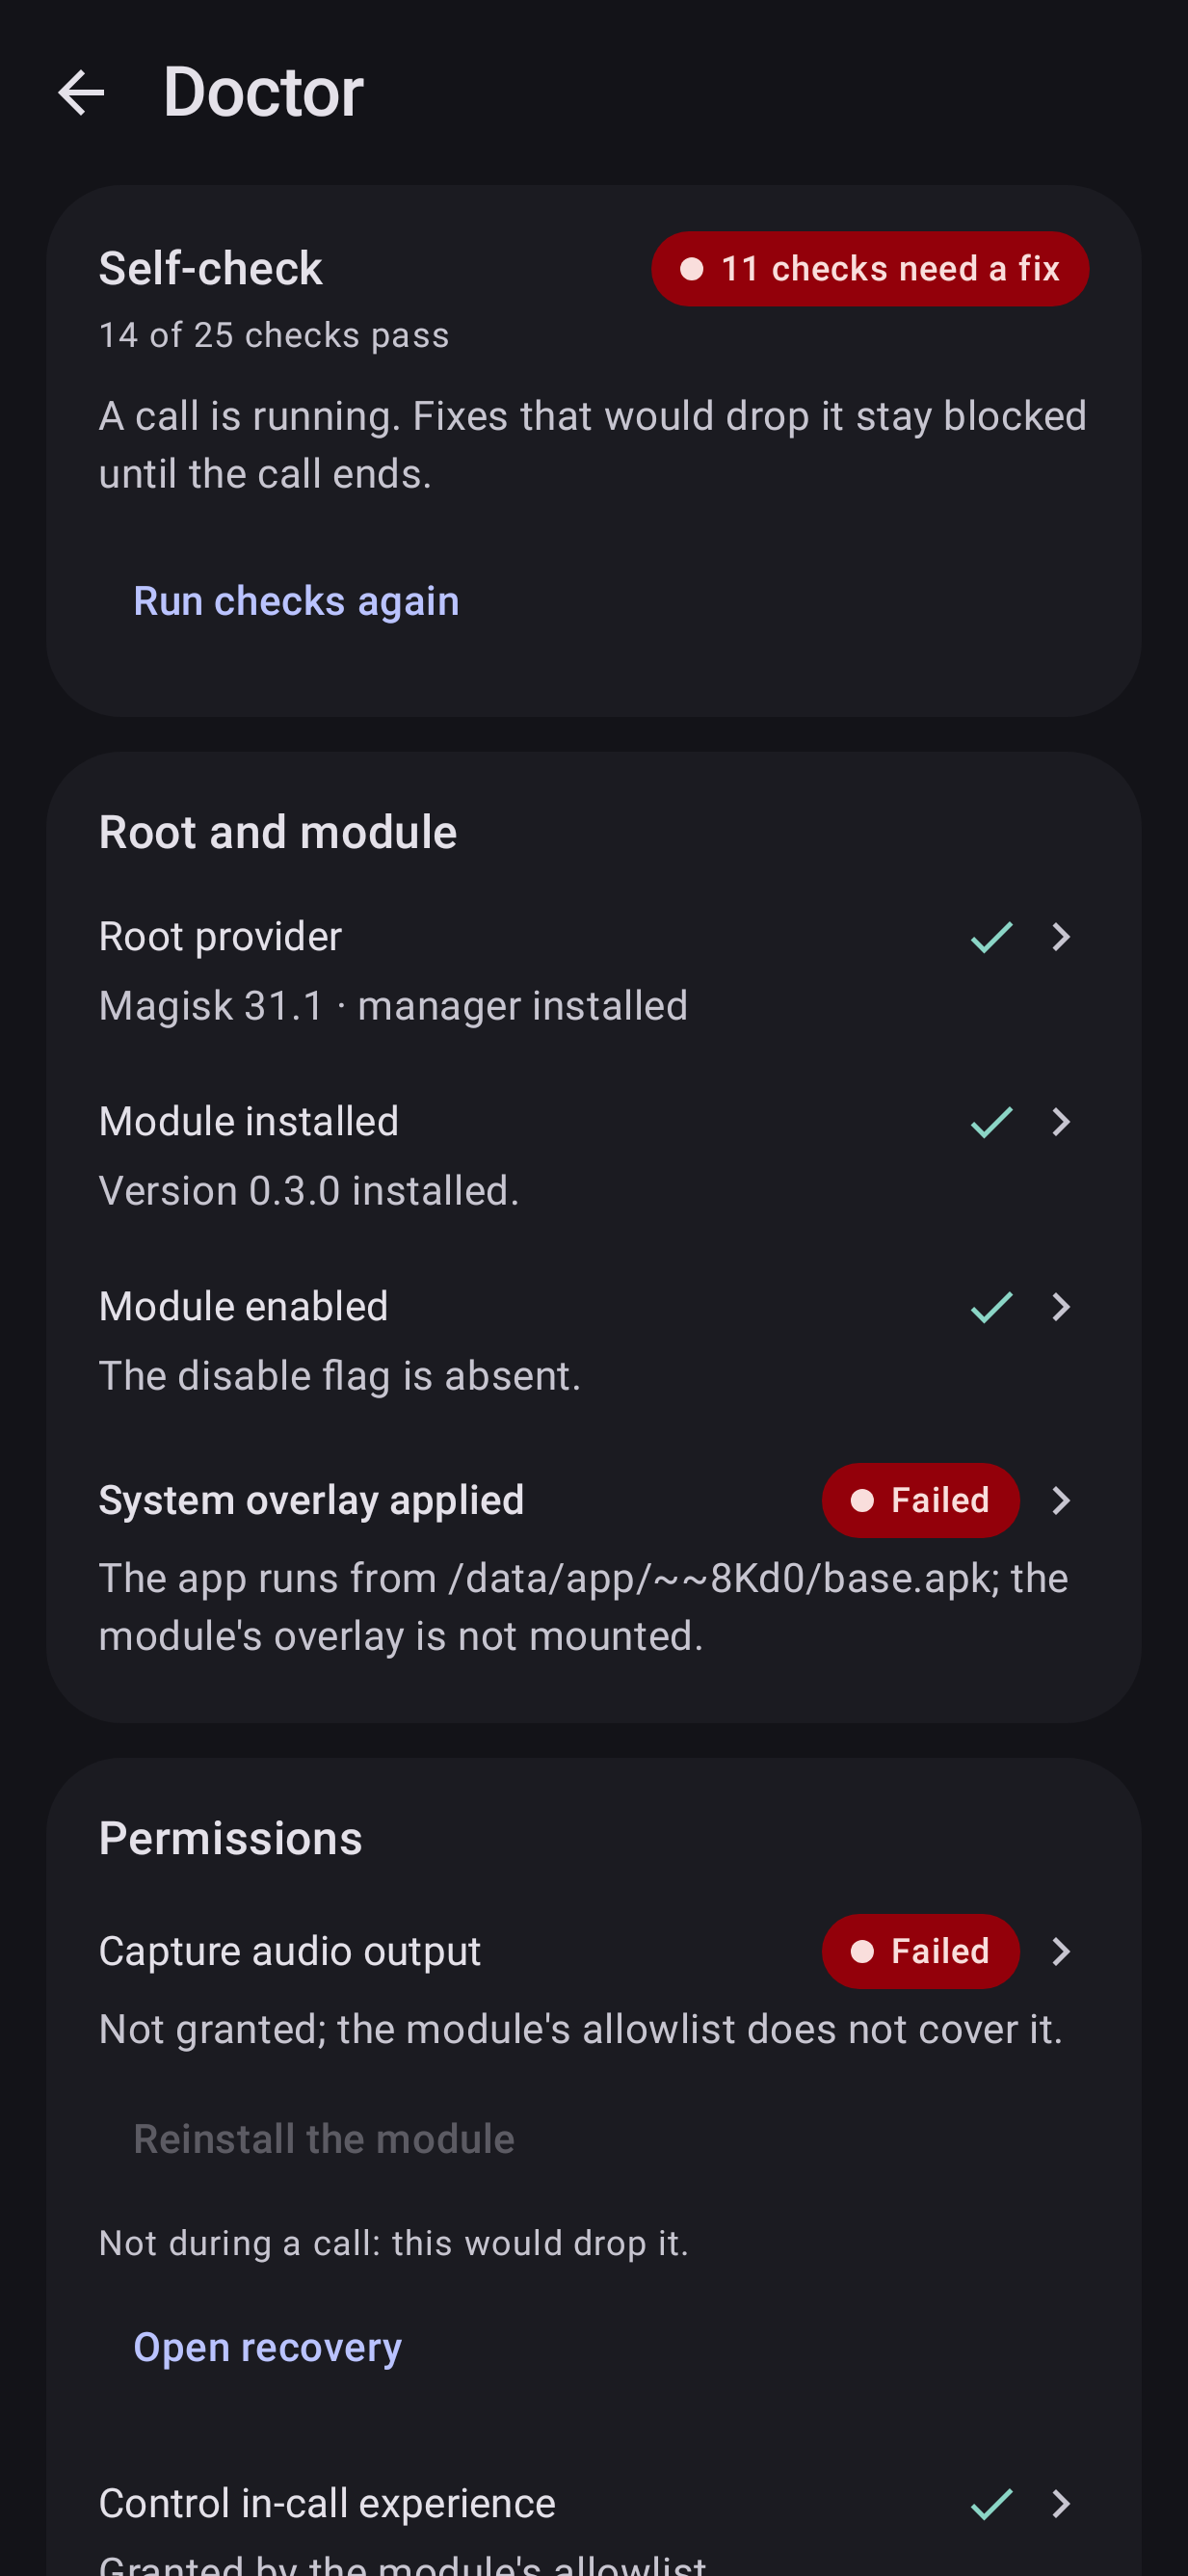 Doctor
Self-check
11 checks need a fix
14 of 25 checks pass
A call is running. Fixes that would drop it stay blocked
until the call ends.
Run checks again
Root and module
Root provider
Magisk 31.1 · manager installed
Module installed
Version 0.3.0 installed.
Module enabled
The disable flag is absent.
System overlay applied
Failed
The app runs from /data/app/~~8Kd0/base.apk; the
module's overlay is not mounted.
Permissions
Capture audio output
Failed
Not granted; the module's allowlist does not cover it.
Reinstall the module
Not during a call: this would drop it.
Open recovery
Control in-call experience
Granted by the module's allowlist.